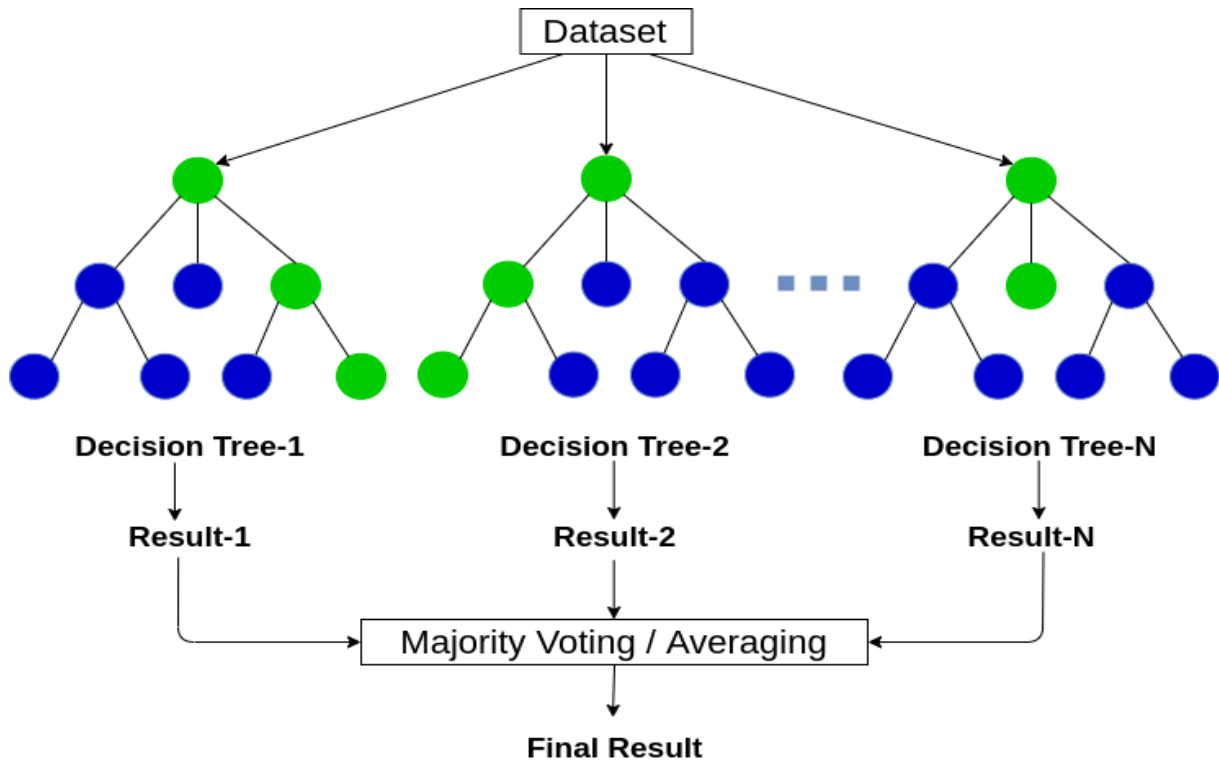 Dataset
Decision Tree-1
Decision Tree-2
Decision Tree-N
Result-1
Result-2
Result-N
Majority Voting / Averaging
Final Result